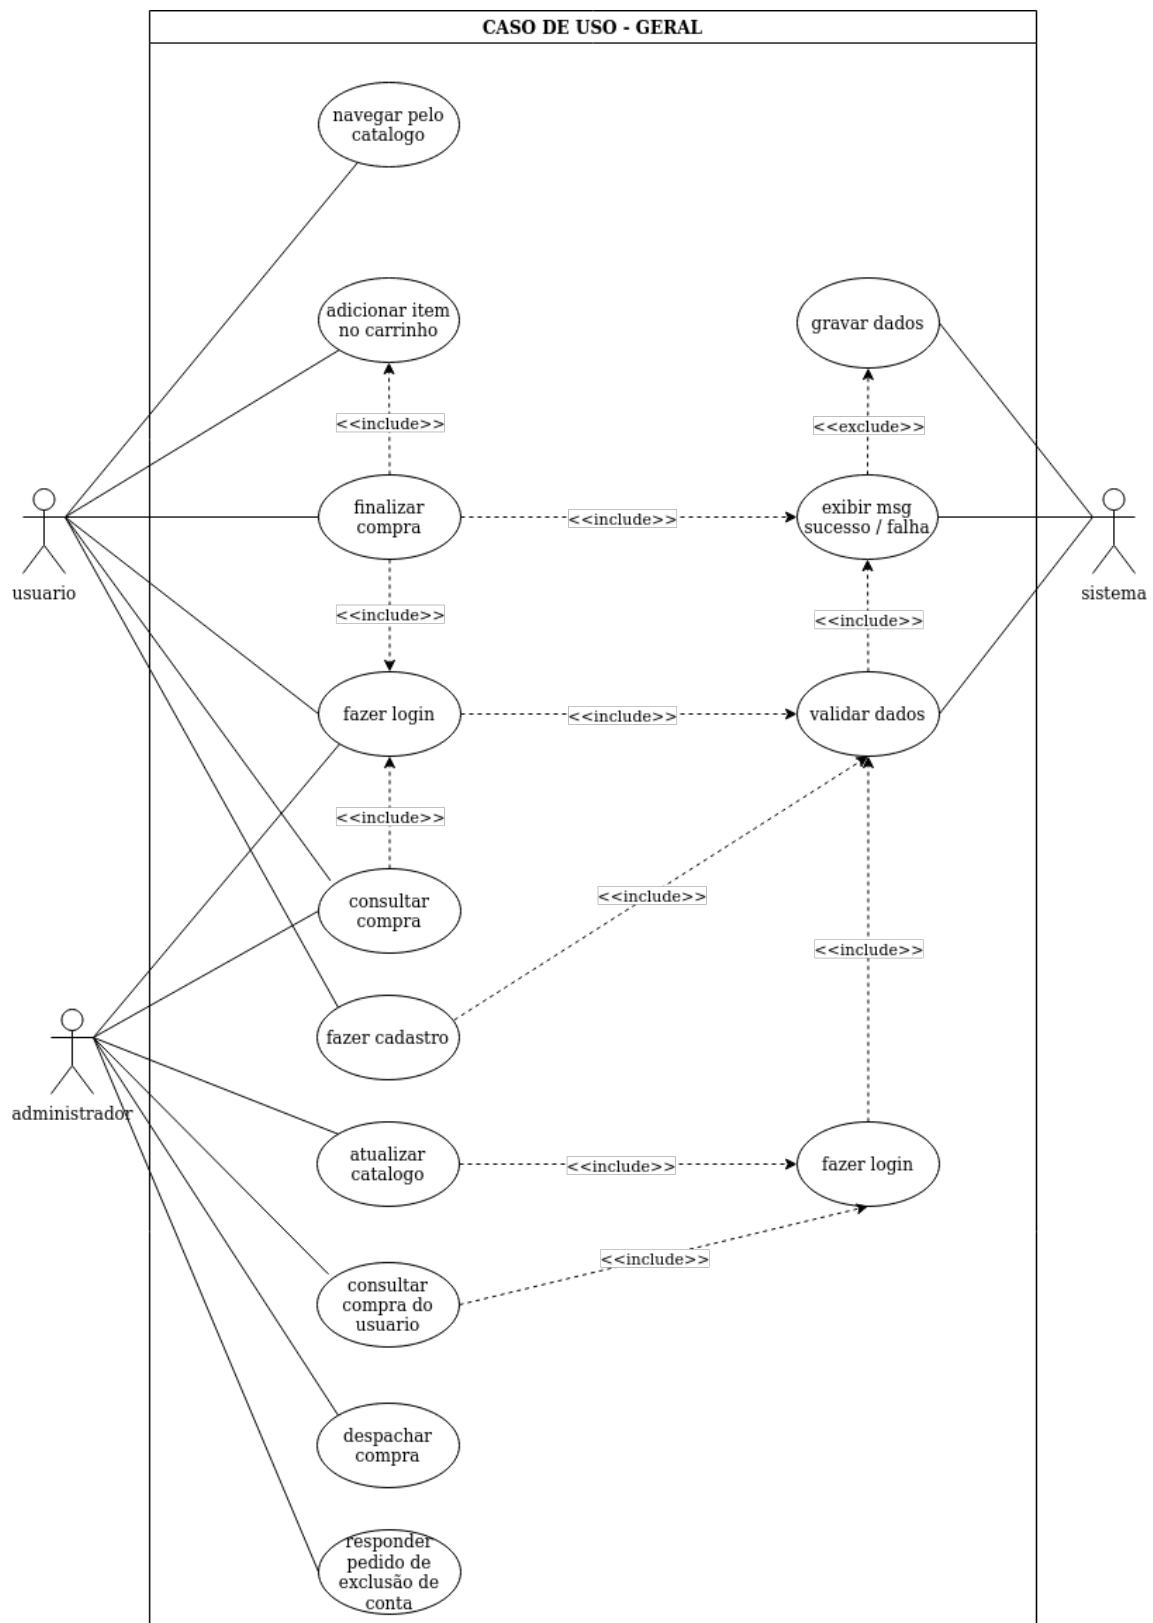 CASO DE USO - GERAL
navegar pelo
catalogo
adicionar item
no carrinho
gravar dados
<<include>>
<<exclude>>
finalizar
compra
<<include>>
exibir msg
sucesso / falha
usuario
sistema
<<include>>
<<include>>
fazer login
<<include>>
validar dados
<<include>>
consultar
compra
<<include>>
<<include>>
fazer cadastro
administrador
atualizar
catalogo
<<include>>
fazer login
<<include>>
consultar
compra do
usuario
despachar
compra
responder
pedido de
exclusão de
conta